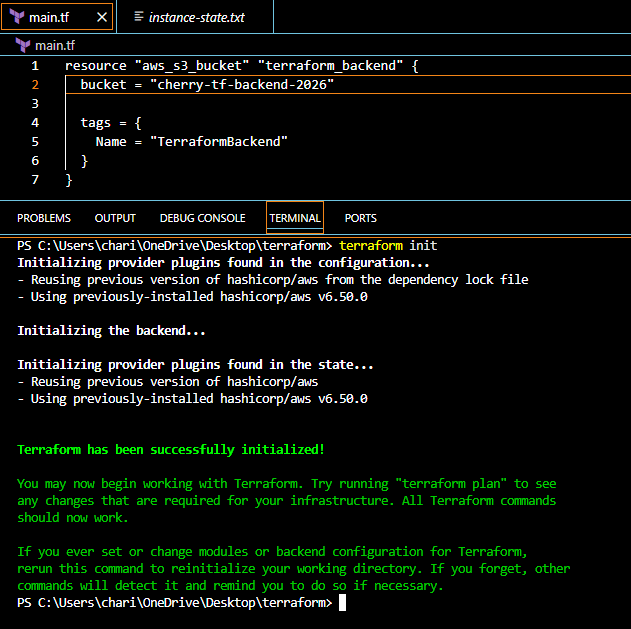 main.tf
instance-state.txt
main.tf
1 resource "aws_s3_bucket" "terraform_backend" {
2   bucket = "cherry-tf-backend-2026"
3
4   tags = {
5     Name = "TerraformBackend"
6   }
7 }
PROBLEMS OUTPUT DEBUG CONSOLE TERMINAL PORTS
PS C:\Users\chari\OneDrive\Desktop\terraform> terraform init
Initializing provider plugins found in the configuration...
- Reusing previous version of hashicorp/aws from the dependency lock file
- Using previously-installed hashicorp/aws v6.50.0
Initializing the backend...
Initializing provider plugins found in the state...
- Reusing previous version of hashicorp/aws
- Using previously-installed hashicorp/aws v6.50.0
Terraform has been successfully initialized!
You may now begin working with Terraform. Try running "terraform plan" to see
any changes that are required for your infrastructure. All Terraform commands
should now work.
If you ever set or change modules or backend configuration for Terraform,
rerun this command to reinitialize your working directory. If you forget, other
commands will detect it and remind you to do so if necessary.
PS C:\Users\chari\OneDrive\Desktop\terraform>